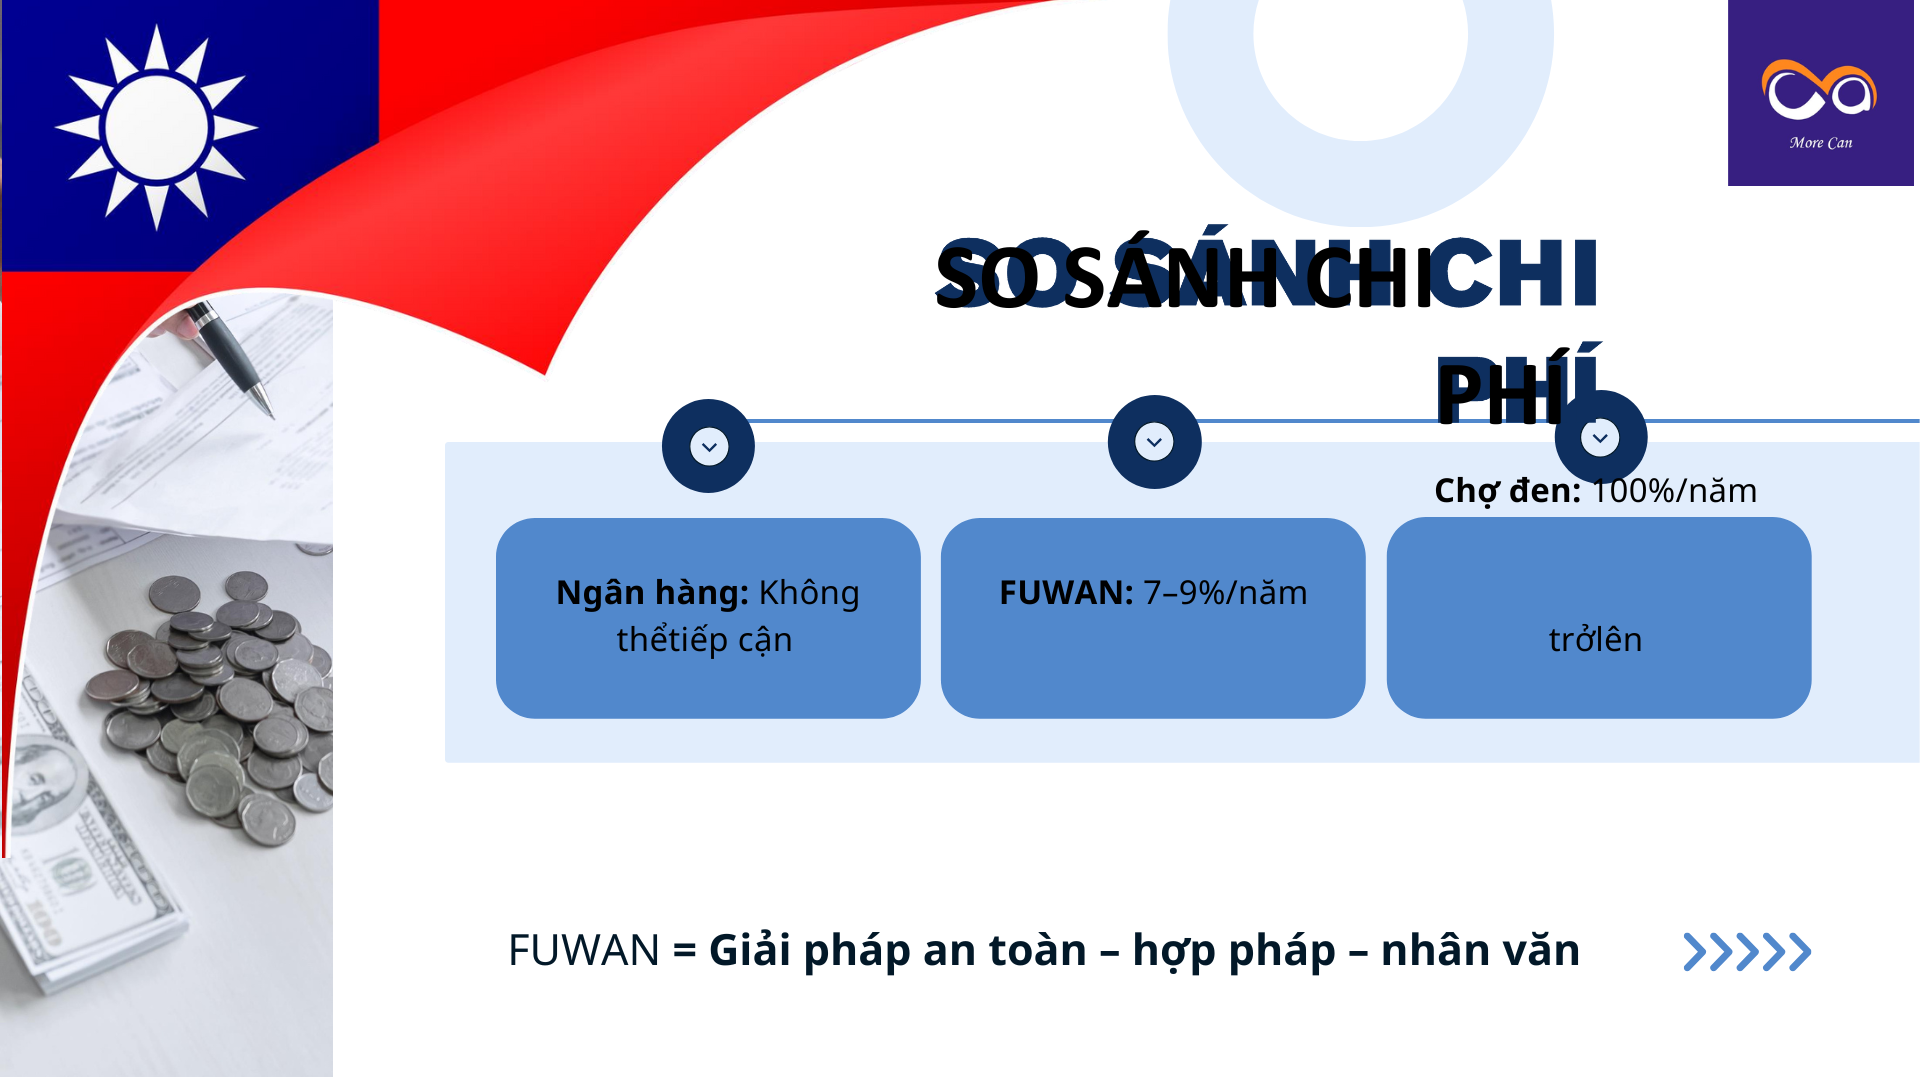 More Can
SO SÁNH CHI
PHÍ
Ngân hàng: Không
thểtiếp cận
FUWAN: 7–9%/năm
Chợ đen: 100%/năm
trởlên
FUWAN = Giải pháp an toàn – hợp pháp – nhân văn